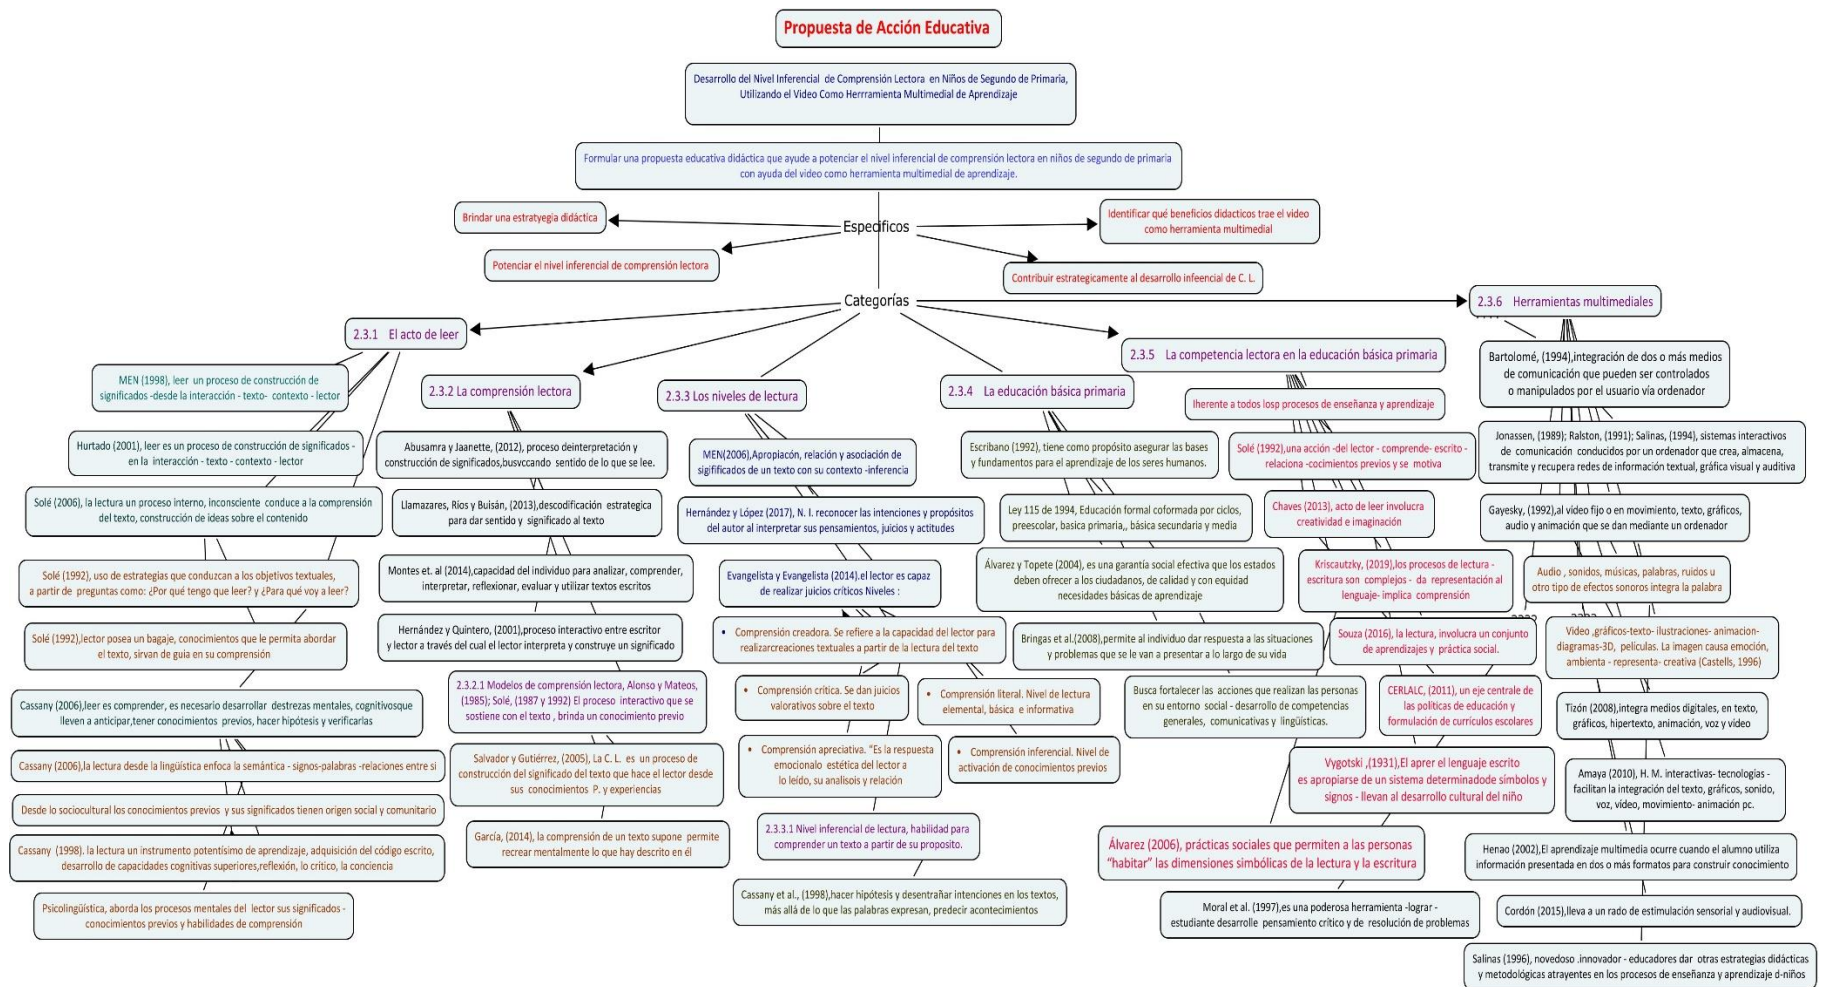 Propuesta de Acción Educativa
Desarrollo del Nivel Inferencial de Comprensión Lectora en Niños de Segundo de Primaria,
Utilizando el Video Como Herrramienta Multimedial de Aprendizaje
Formular una propuesta educativa didáctica que ayude a potenciar el nivel inferencial de comprensión lectora en niños de segundo de primaria
con ayuda del video como herramienta multimedial de aprendizaje.
Especificos
Brindar una estratyegia didáctica
Potenciar el nivel inferencial de comprensión lectora
Identificar qué beneficios didacticos trae el video
como herramienta multimedial
Contribuir estrategicamente al desarrollo infeencial de C. L.
Categorías
2.3.1 El acto de leer
MEN (1998), leer un proceso de construcción de
significados -desde la interacción - texto- contexto - lector
Hurtado (2001), leer es un proceso de construcción de significados -
en la interacción - texto - contexto - lector
Solé (2006), la lectura un proceso interno, inconsciente conduce a la comprensión
del texto, construcción de ideas sobre el contenido
Solé (1992), uso de estrategias que conduzcan a los objetivos textuales,
a partir de preguntas como: ¿Por qué tengo que leer? y ¿Para qué voy a leer?
Solé (1992),lector posea un bagaje, conocimientos que le permita abordar
el texto, sirvan de guia en su comprensión
Cassany (2006),leer es comprender, es necesario desarrollar destrezas mentales, cognitivosque
lleven a anticipar,tener conocimientos previos, hacer hipótesis y verificarlas
Cassany (2006),la lectura desde la lingüística enfoca la semántica - signos-palabras -relaciones entre si
Desde lo sociocultural los conocimientos previos y sus significados tienen origen social y comunitario
Cassany (1998). la lectura un instrumento potentísimo de aprendizaje, adquisición del código escrito,
desarrollo de capacidades cognitivas superiores,reflexión, lo critico, la conciencia
Psicolingüística, aborda los procesos mentales del lector sus significados -
conocimientos previos y habilidades de comprensión
2.3.2 La comprensión lectora
Abusamra y Jaanette, (2012), proceso deinterpretación y
construcción de significados,busvccando sentido de lo que se lee.
Llamazares, Ríos y Buisán, (2013),descodificación estrategica
para dar sentido y significado al texto
Montes et. al (2014),capacidad del individuo para analizar, comprender,
interpretar, reflexionar, evaluar y utilizar textos escritos
Hernández y Quintero, (2001),proceso interactivo entre escritor
y lector a través del cual el lector interpreta y construye un significado
2.3.2.1 Modelos de comprensión lectora, Alonso y Mateos,
(1985); Solé, (1987 y 1992) El proceso interactivo que se
sostiene con el texto , brinda un conocimiento previo
Salvador y Gutiérrez, (2005), La C. L. es un proceso de
construcción del significado del texto que hace el lector desde
sus conocimientos P. y experiencias
García, (2014), la comprensión de un texto supone permite
recrear mentalmente lo que hay descrito en él
2.3.3 Los niveles de lectura
MEN(2006),Apropiacón, relación y asociación de
sigififcados de un texto con su contexto -inferencia
Hernández y López (2017), N. I. reconocer las intenciones y propósitos
del autor al interpretar sus pensamientos, juicios y actitudes
Evangelista y Evangelista (2014).el lector es capaz
de realizar juicios críticos Niveles :
• Comprensión creadora. Se refiere a la capacidad del lector para
realizarcreaciones textuales a partir de la lectura del texto
• Comprensión crítica. Se dan juicios
valorativos sobre el texto
• Comprensión literal. Nivel de lectura
elemental, básica e informativa
• Comprensión apreciativa. "Es la respuesta
emocionalo estética del lector a
lo leído, su analisois y relación
• Comprensión inferencial. Nivel de
activación de conocimientos previos
2.3.3.1 Nivel inferencial de lectura, habilidad para
comprender un texto a partir de su proposito.
Cassany et al., (1998),hacer hipótesis y desentrañar intenciones en los textos,
más allá de lo que las palabras expresan, predecir acontecimientos
2.3.4 La educación básica primaria
Escribano (1992), tiene como propósito asegurar las bases
y fundamentos para el aprendizaje de los seres humanos.
Ley 115 de 1994, Educación formal coformada por ciclos,
preescolar, basica primaria,, básica secundaria y media
Álvarez y Topete (2004), es una garantía social efectiva que los estados
deben ofrecer a los ciudadanos, de calidad y con equidad
necesidades básicas de aprendizaje
Bringas et al.(2008),permite al individuo dar respuesta a las situaciones
y problemas que se le van a presentar a lo largo de su vida
Busca fortalecer las acciones que realizan las personas
en su entorno social - desarrollo de competencias
generales, comunicativas y lingüísticas.
2.3.5 La competencia lectora en la educación básica primaria
Iherente a todos losp procesos de enseñanza y aprendizaje
Solé (1992),una acción -del lector - comprende- escrito -
relaciona -cocimientos previos y se motiva
Chaves (2013), acto de leer involucra
creatividad e imaginación
Kriscautzky, (2019),los procesos de lectura -
escritura son complejos - da representación al
lenguaje- implica comprensión
Souza (2016), la lectura, involucra un conjunto
de aprendizajes y práctica social.
CERLALC, (2011), un eje centrale de
las políticas de educación y
formulación de currículos escolares
Vygotski ,(1931),El aprer el lenguaje escrito
es apropiarse de un sistema determinadode símbolos y
signos - llevan al desarrollo cultural del niño
Álvarez (2006), prácticas sociales que permiten a las personas
"habitar" las dimensiones simbólicas de la lectura y la escritura
Moral et al. (1997),es una poderosa herramienta -lograr -
estudiante desarrolle pensamiento crítico y de resolución de problemas
2.3.6 Herramientas multimediales
Bartolomé, (1994),integración de dos o más medios
de comunicación que pueden ser controlados
o manipulados por el usuario vía ordenador
Jonassen, (1989); Ralston, (1991); Salinas, (1994), sistemas interactivos
de comunicación conducidos por un ordenador que crea, almacena,
transmite y recupera redes de información textual, gráfica visual y auditiva
Gayesky, (1992),al vídeo fijo o en movimiento, texto, gráficos,
audio y animación que se dan mediante un ordenador
Audio , sonidos, músicas, palabras, ruidos u
otro tipo de efectos sonoros integra la palabra
Video ,gráficos-texto- ilustraciones- animacion-
diagramas-3D, películas. La imagen causa emoción,
ambienta - representa- creativa (Castells, 1996)
Tizón (2008),integra medios digitales, en texto,
gráficos, hipertexto, animación, voz y vídeo
Amaya (2010), H. M. interactivas- tecnologías -
facilitan la integración del texto, gráficos, sonido,
voz, vídeo, movimiento- animación pc.
Henao (2002),El aprendizaje multimedia ocurre cuando el alumno utiliza
información presentada en dos o más formatos para construir conocimiento
Cordón (2015),lleva a un rado de estimulación sensorial y audiovisual.
Salinas (1996), novedoso .innovador - educadores dar otras estrategias didácticas
y metodológicas atrayentes en los procesos de enseñanza y aprendizaje d-niños